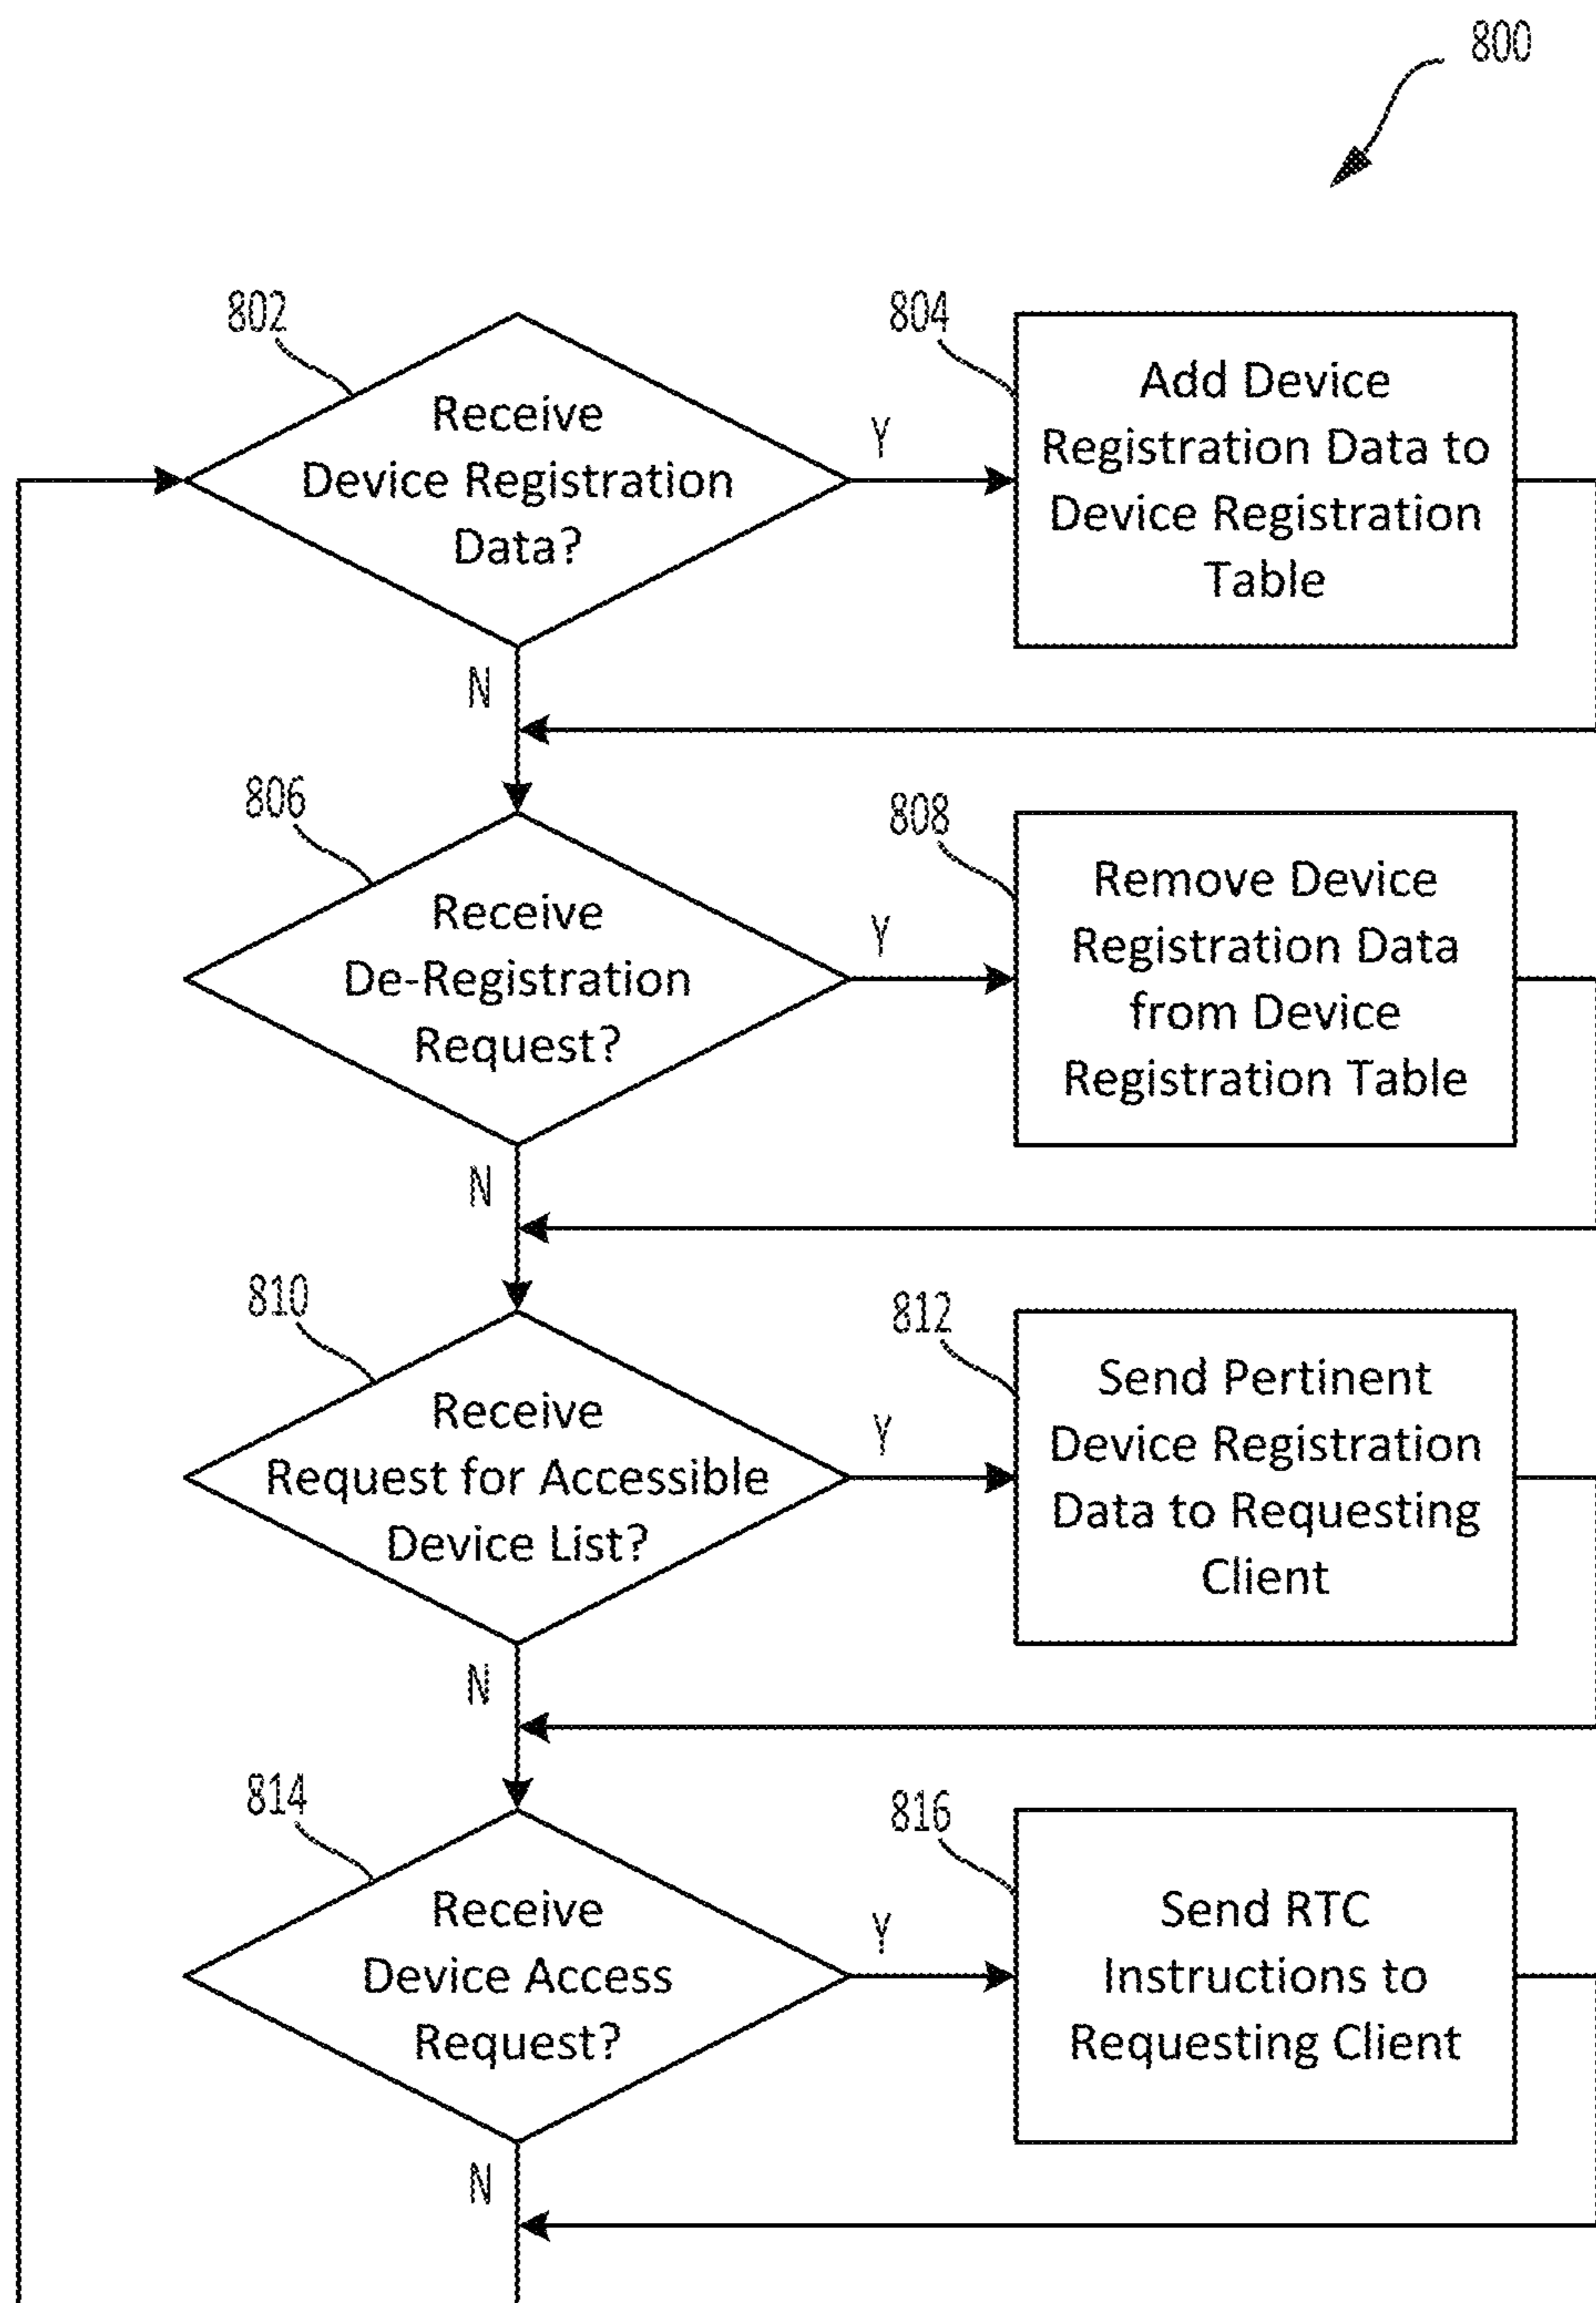 800
802
Receive
Device Registration
Data?
Y
N
804
Add Device
Registration Data to
Device Registration
Table
806
Receive
De-Registration
Request?
Y
N
808
Remove Device
Registration Data
from Device
Registration Table
810
Receive
Request for Accessible
Device List?
Y
N
812
Send Pertinent
Device Registration
Data to Requesting
Client
814
Receive
Device Access
Request?
Y
N
816
Send RTC
Instructions to
Requesting Client